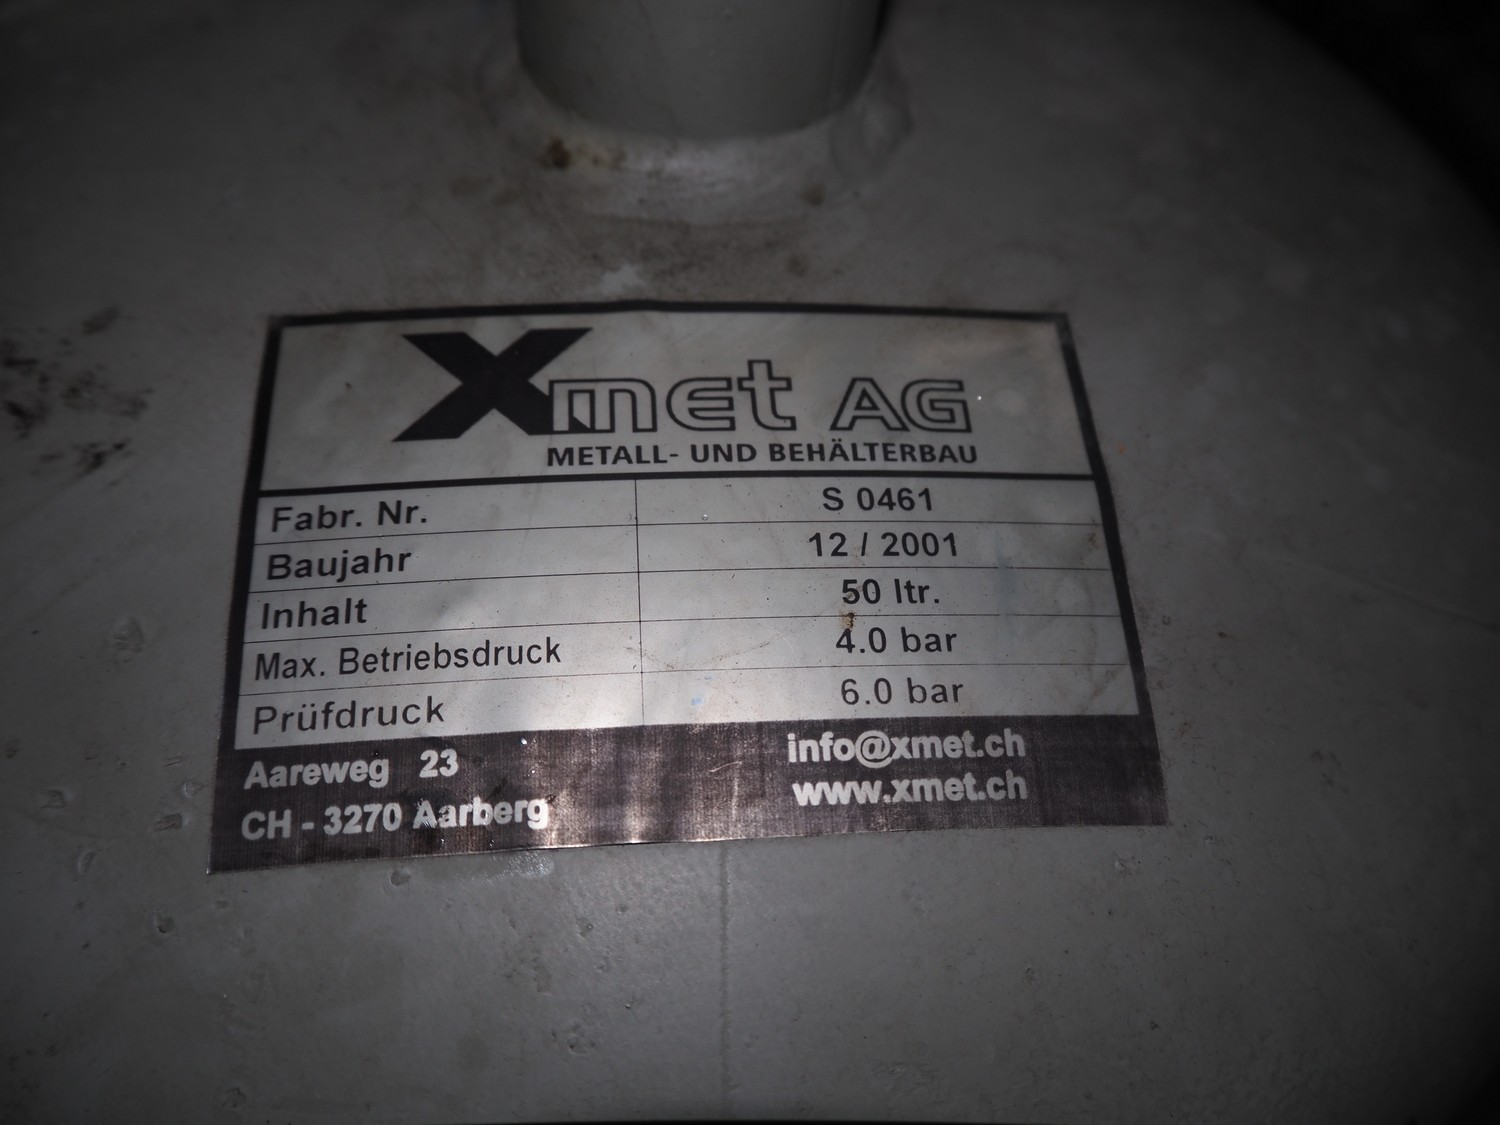 Xmet AG
METALL- UND BEHÄLTERBAU
Fabr. Nr. S 0461
Baujahr 12 / 2001
Inhalt 50 ltr.
Max. Betriebsdruck 4.0 bar
Prüfdruck 6.0 bar
Aareweg 23 info@xmet.ch
CH - 3270 Aarberg www.xmet.ch